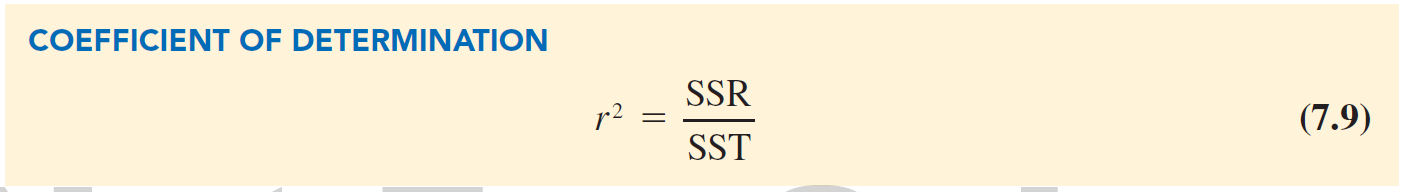 COEFFICIENT OF DETERMINATION
r² = SSR/SST (7.9)